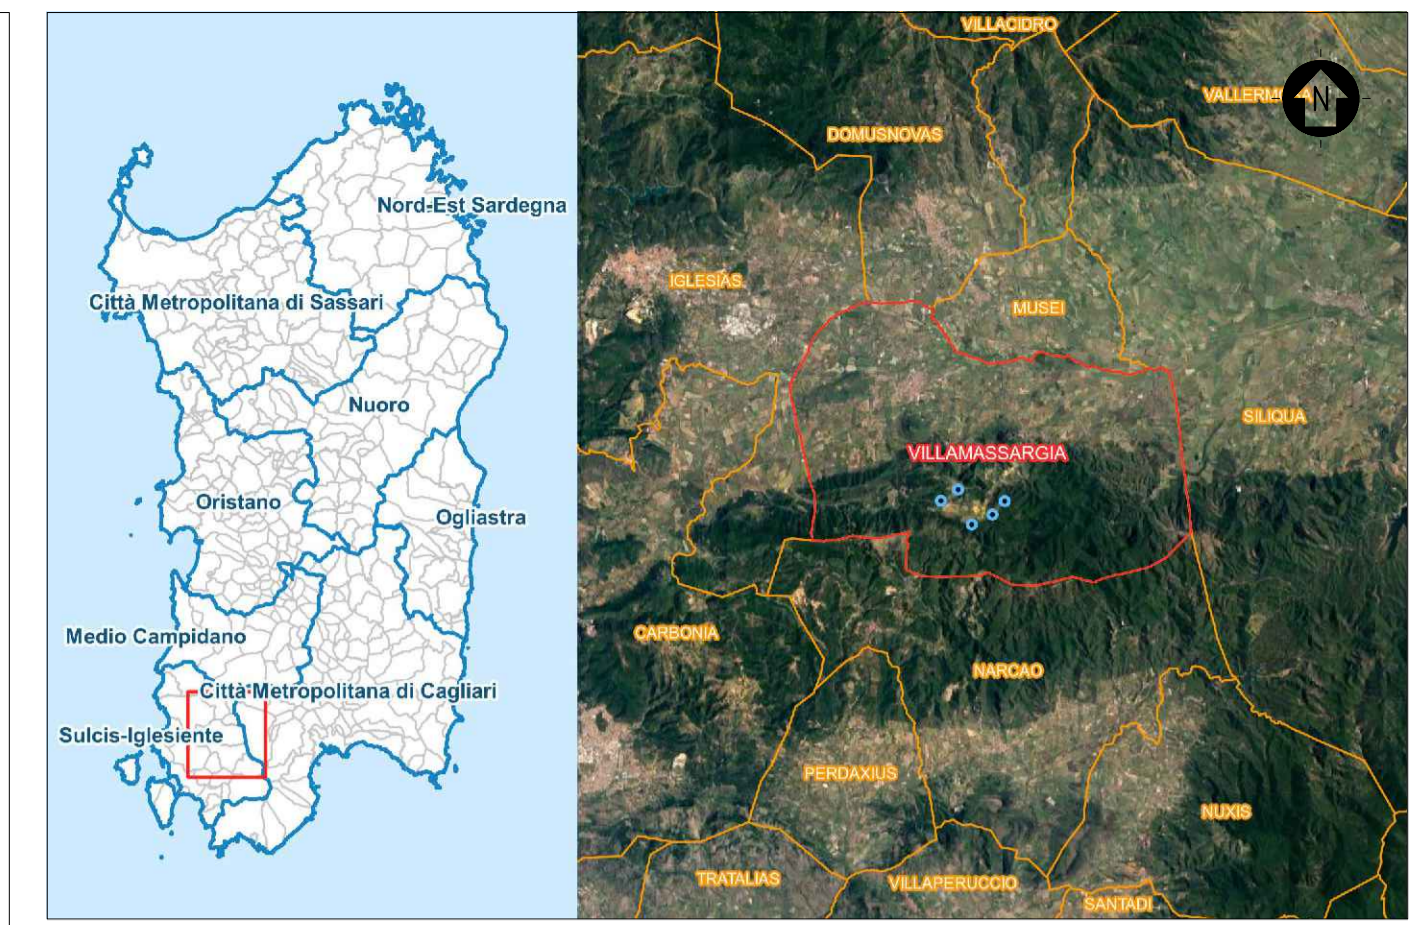 Nord-Est Sardegna
Città Metropolitana di Sassari
Nuoro
Oristano
Ogliastra
Medio Campidano
Città Metropolitana di Cagliari
Sulcis-Iglesiente
VILLACIDRO
N
DOMUSNOVAS
IGLESIAS
MUSEI
SILIQUA
VILLAMASSARGIA
CARBONIA
NARCAO
PERDAXIUS
NUXIS
TRATALIAS
VILLAPERUCCIO
SANTADI